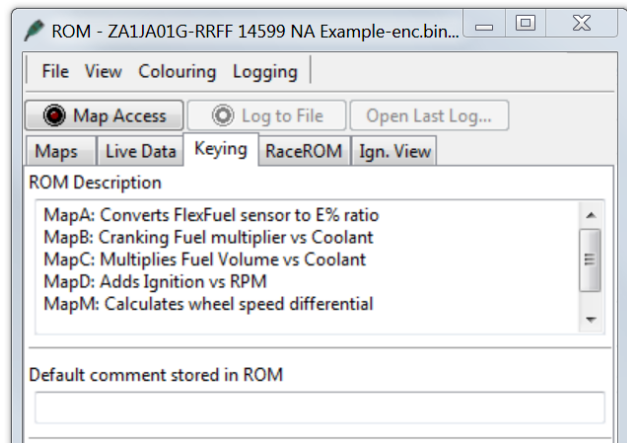 ROM - ZA1JA01G-RRFF 14599 NA Example-enc.bin...
File View Colouring Logging
Map Access Log to File Open Last Log...
Maps Live Data Keying RaceROM Ign. View
ROM Description
MapA: Converts FlexFuel sensor to E% ratio
MapB: Cranking Fuel multiplier vs Coolant
MapC: Multiplies Fuel Volume vs Coolant
MapD: Adds Ignition vs RPM
MapM: Calculates wheel speed differential
Default comment stored in ROM